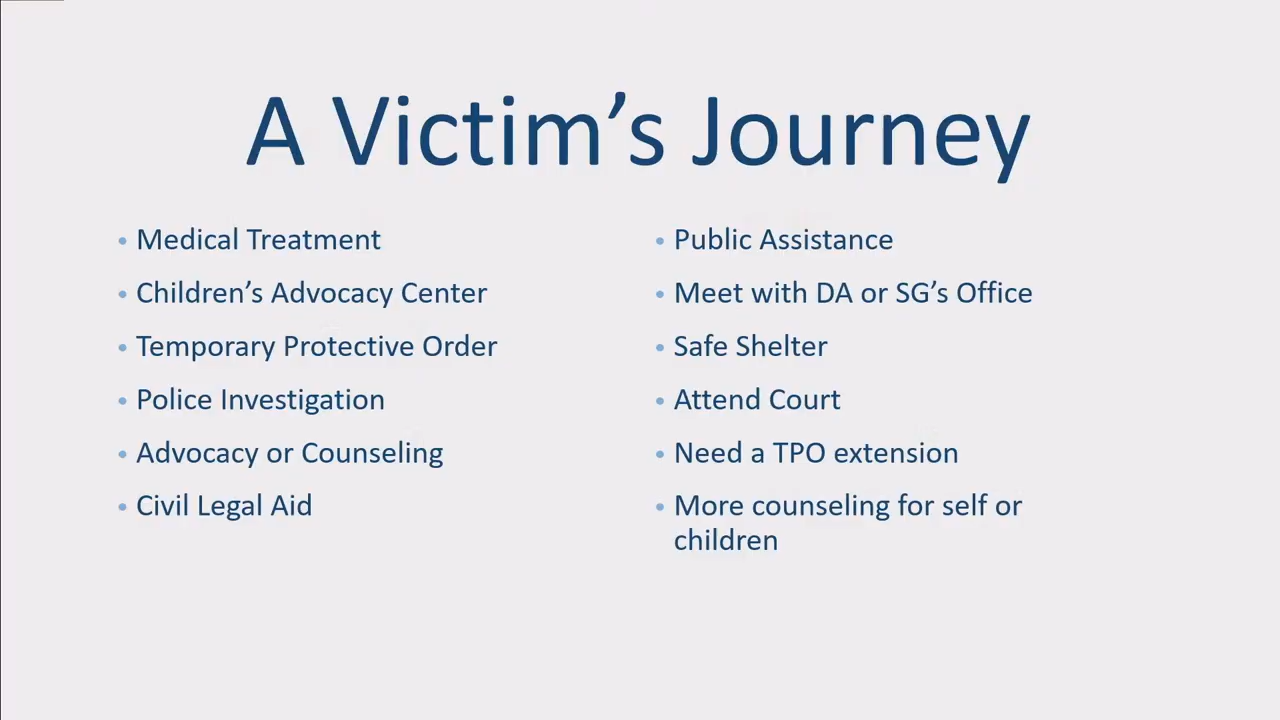 A Victim’s Journey
• Medical Treatment
• Children’s Advocacy Center
• Temporary Protective Order
• Police Investigation
• Advocacy or Counseling
• Civil Legal Aid
• Public Assistance
• Meet with DA or SG’s Office
• Safe Shelter
• Attend Court
• Need a TPO extension
• More counseling for self or
children